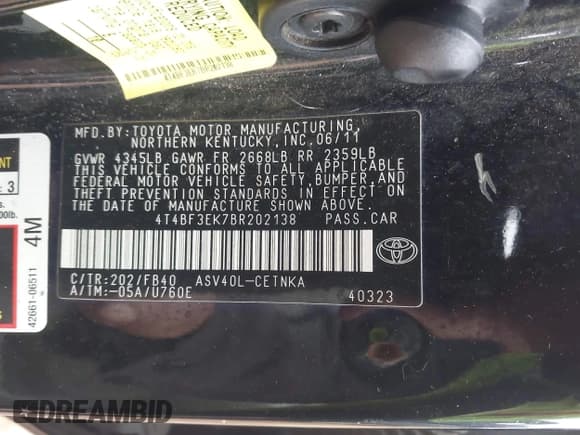 MFD.BY:TOYOTA MOTOR MANUFACTURING,
NORTHERN KENTUCKY,INC.06/11
GVWR 4345LB GAWR FR 2668LB RR 2359LB
THIS VEHICLE CONFORMS TO ALL APPLICABLE
FEDERAL MOTOR VEHICLE SAFETY,BUMPER,AND
THEFT PREVENTION STANDARDS IN EFFECT ON
THE DATE OF MANUFACTURE SHOWN ABOVE.
4T4BF3EK7BR202138 PASS.CAR
C/TR:202/FB40 ASV40L-CETNKA
A/TM:-05A/U760E 40323
3
4M
42661-06511
DREAMBID